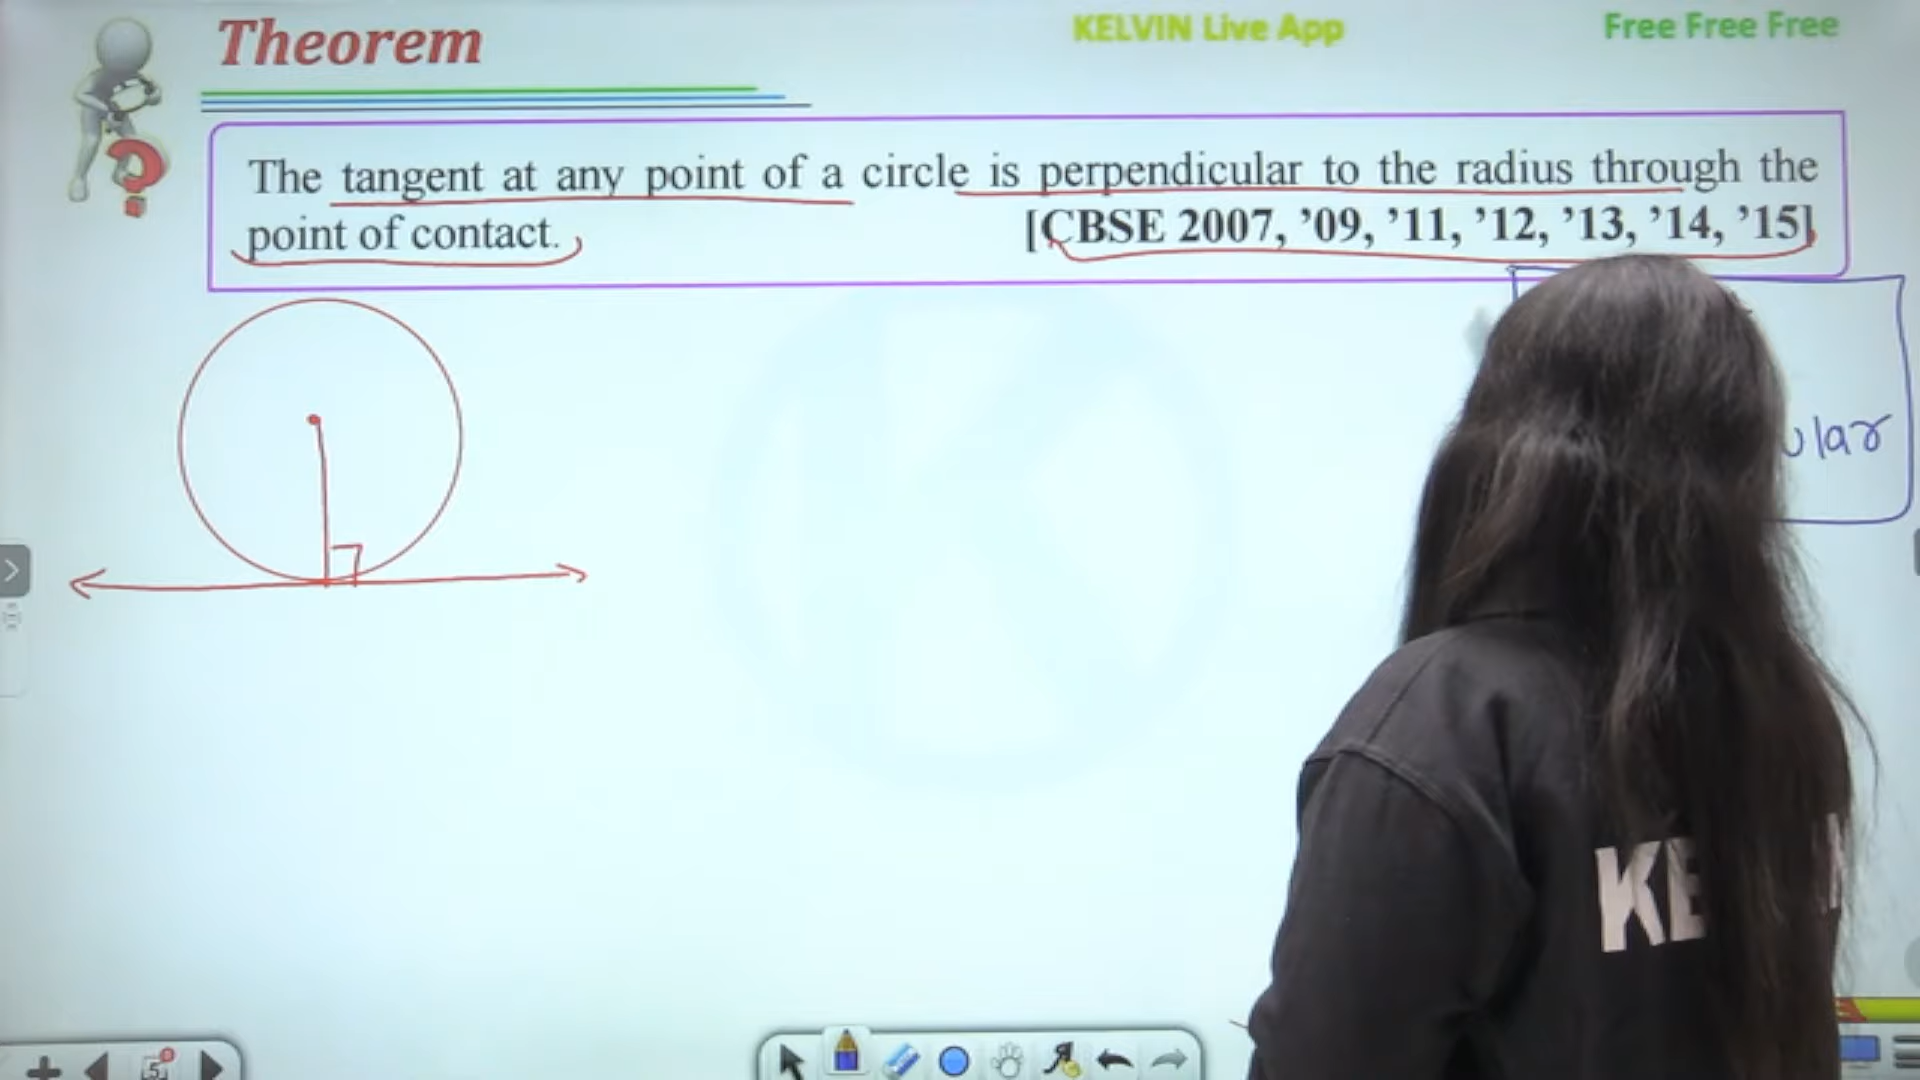 Theorem
KELVIN Live App
Free Free Free
The tangent at any point of a circle is perpendicular to the radius through the
point of contact. [CBSE 2007, ’09, ’11, ’12, ’13, ’14, ’15]
ular
KE
5